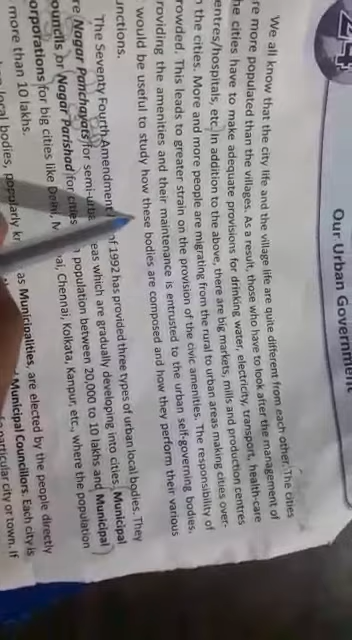 24
Our Urban Government
We all know that the city life and the village life are quite different from each other. The cities
re more populated than the villages. As a result, those who have to look after the management of
he cities have to make adequate provisions for drinking water, electricity, transport, health-care
entres/hospitals, etc. In addition to the above, there are big markets, mills and production centres
n the cities. More and more people are migrating from the rural to urban areas making cities over-
rowded. This leads to greater strain on the provision of the civic amenities. The responsibility of
roviding the amenities and their maintenance is entrusted to the urban self-governing bodies.
would be useful to study how these bodies are composed and how they perform their various
unctions.
The Seventy Fourth Amendment of 1992 has provided three types of urban local bodies. They
re Nagar Panchayats for semi-urba eas which are gradually developing into cities, Municipal
ouncils or Nagar Parishad for cities population between 20,000 to 10 lakhs and Municipal
orporations for big cities like Delhi, M bai, Chennai, Kolkata, Kanpur, etc., where the population
more than 10 lakhs.
local bodies, popularly kn as Municipalities, are elected by the people directly
Municipal Councillors. Each city is
particular city or town. If